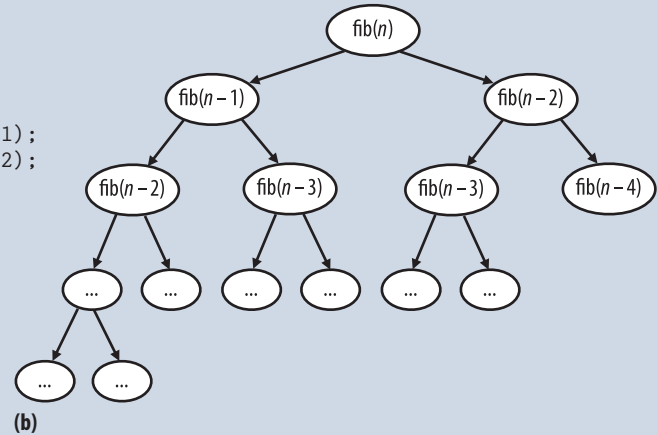 fib(n)
fib(n – 1) fib(n – 2)
1);
2);
fib(n – 2) fib(n – 3) fib(n – 3) fib(n – 4)
... ... ... ... ... ...
... ...
(b)